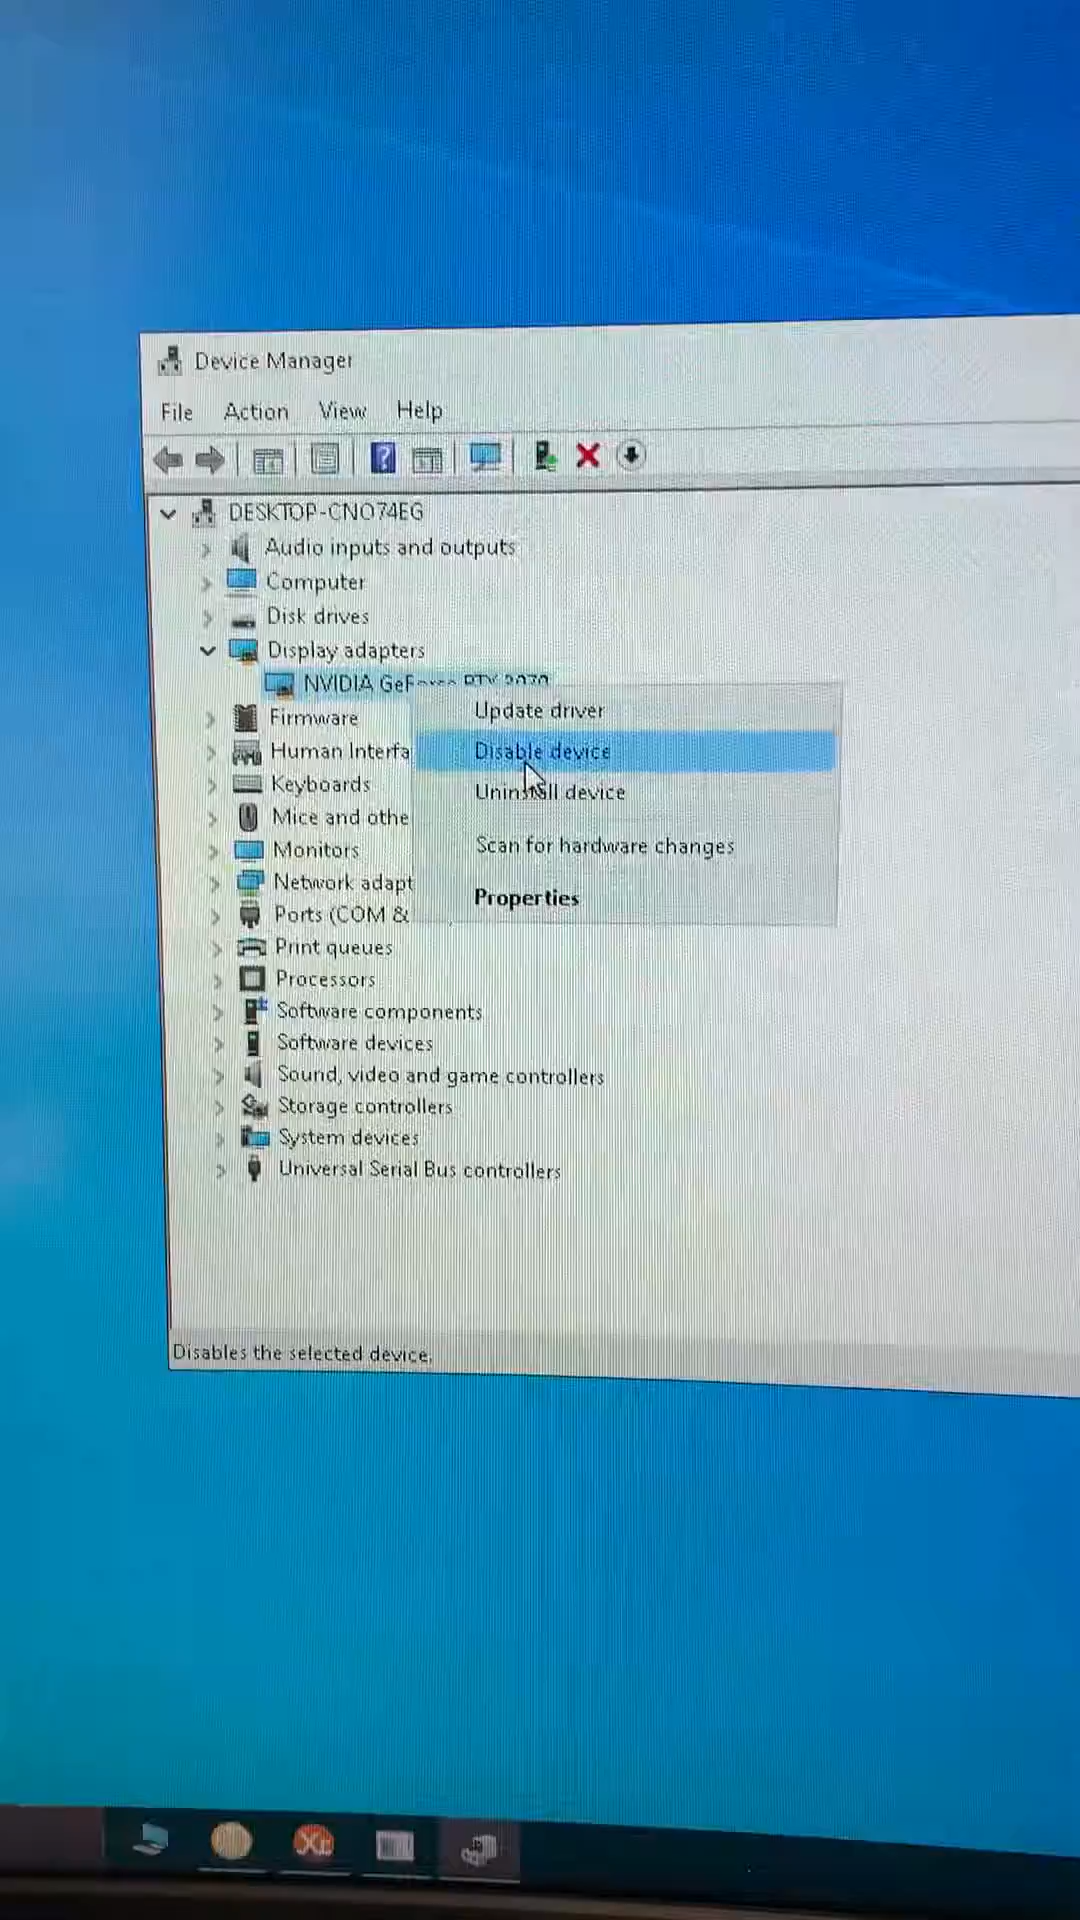 Device Manager
File Action View Help
DESKTOP-CNO74EG
Audio inputs and outputs
Computer
Disk drives
Display adapters
NVIDIA GeForce RTX 2070
Update driver
Firmware
Disable device
Human Interfa
Keyboards
Uninstall device
Mice and othe
Scan for hardware changes
Monitors
Network adapt
Properties
Ports (COM &
Print queues
Processors
Software components
Software devices
Sound, video and game controllers
Storage controllers
System devices
Universal Serial Bus controllers
Disables the selected device.